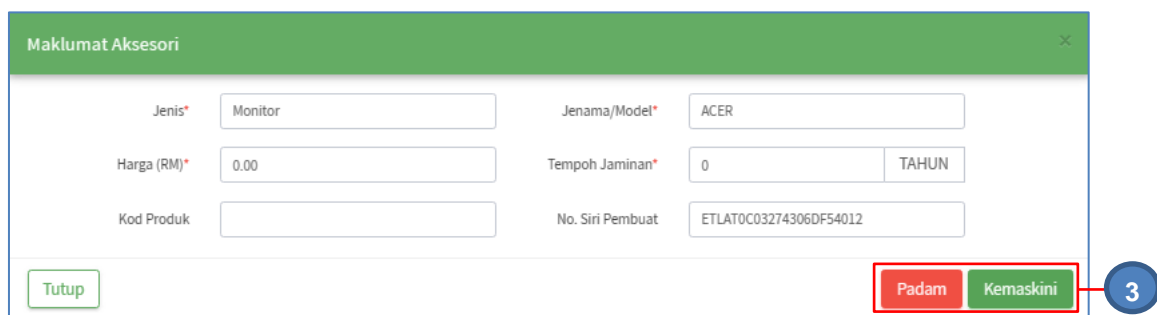 Maklumat Aksesori ×
Jenis* Monitor Jenama/Model* ACER
Harga (RM)* 0.00 Tempoh Jaminan* 0 TAHUN
Kod Produk No. Siri Pembuat ETLAT0C03274306DF54012
Tutup Padam Kemaskini 3